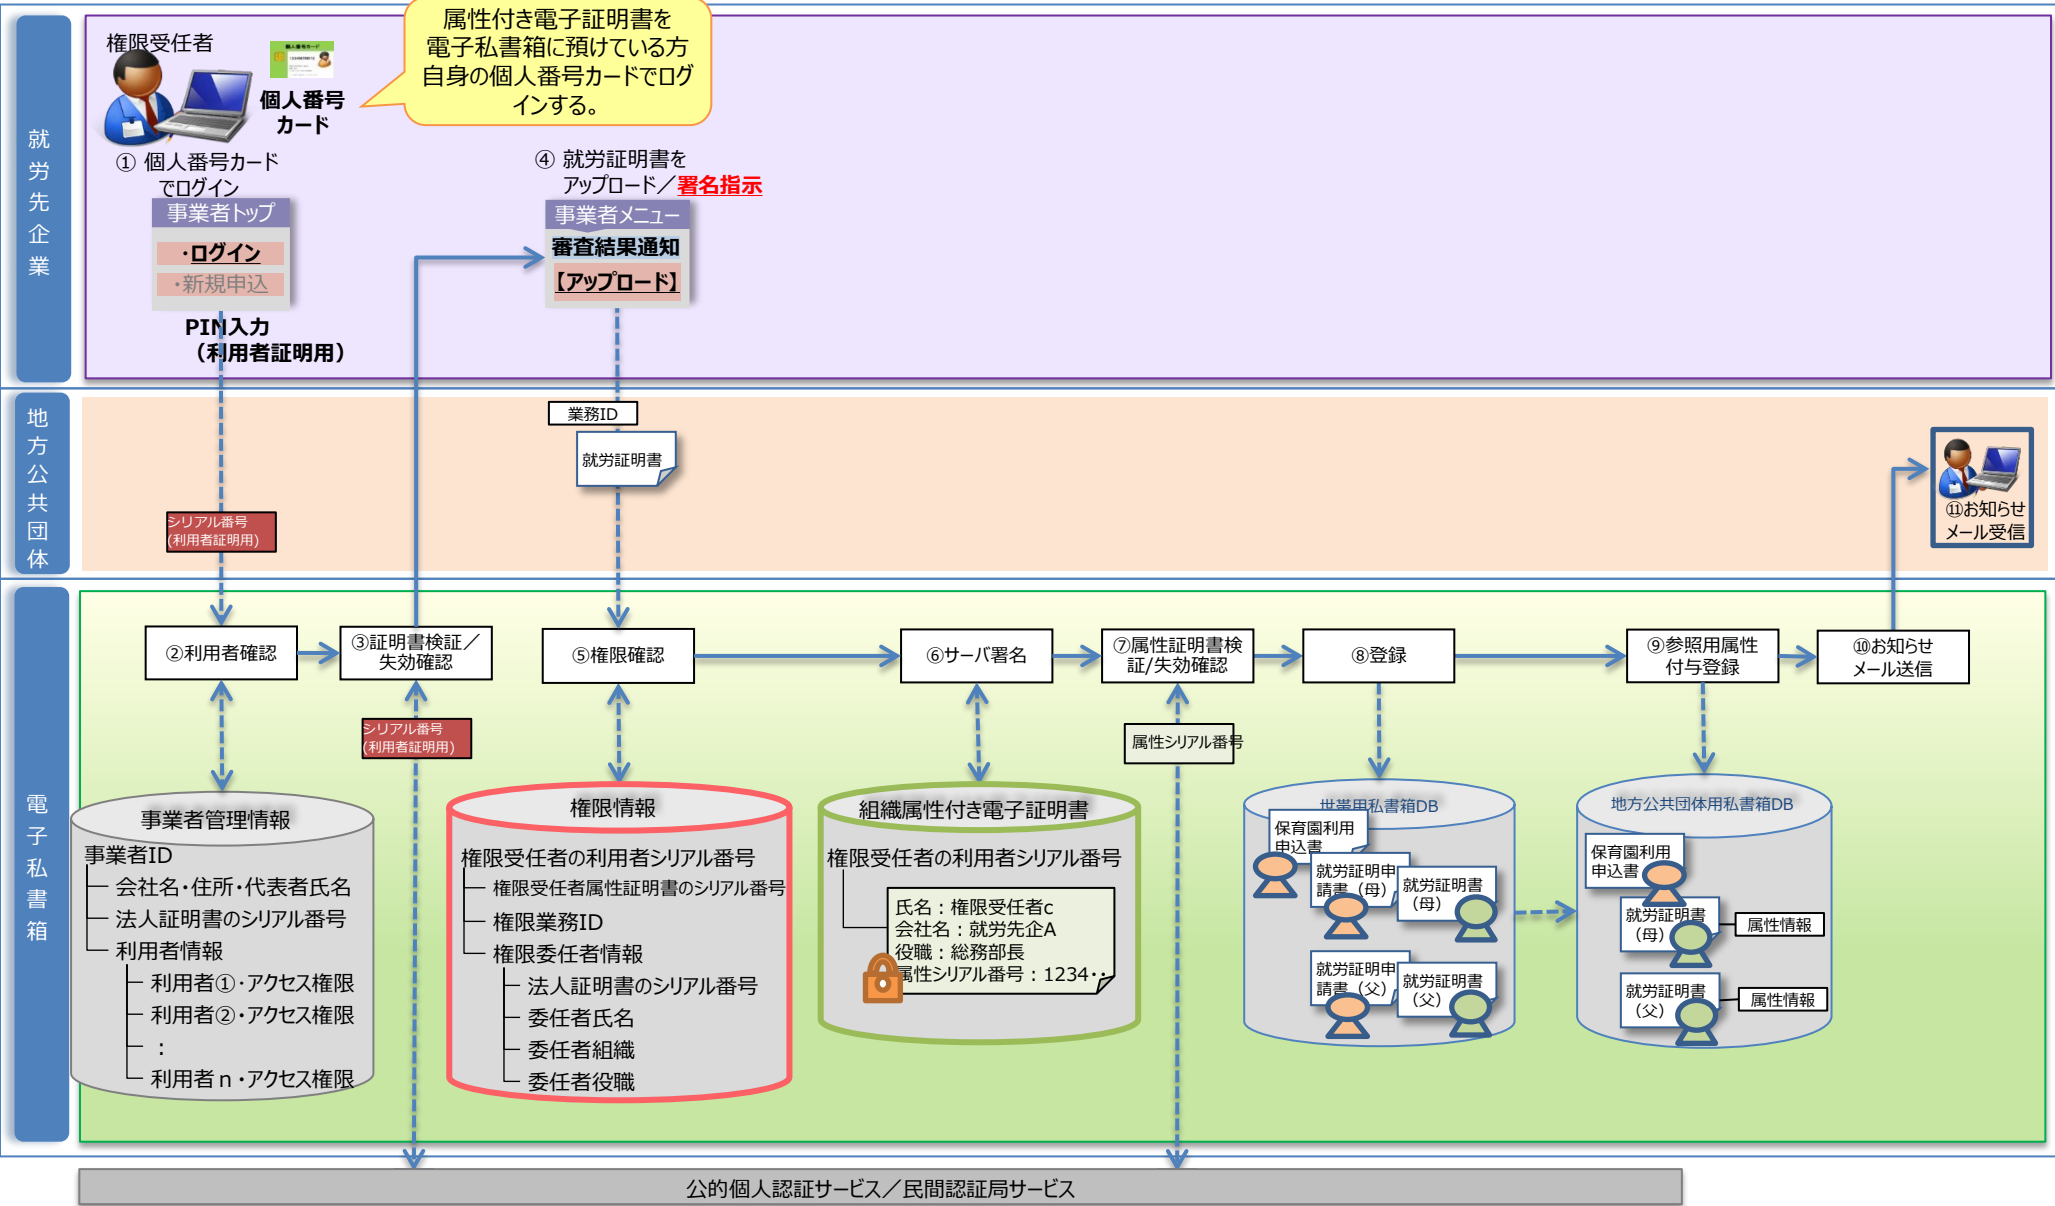 就労先企業
権限受任者
個人番号カード
個人番号
カード
属性付き電子証明書を
電子私書箱に預けている方
自身の個人番号カードでログ
インする。
① 個人番号カード
でログイン
事業者トップ
・ログイン
・新規申込
PIN入力
（利用者証明用）
④ 就労証明書を
アップロード／署名指示
事業者メニュー
審査結果通知
【アップロード】
地方公共団体
業務ID
就労証明書
シリアル番号
(利用者証明用)
⑪お知らせ
メール受信
電子私書箱
②利用者確認
③証明書検証／
失効確認
⑤権限確認
⑥サーバ署名
⑦属性証明書検
証/失効確認
⑧登録
⑨参照用属性
付与登録
⑩お知らせ
メール送信
シリアル番号
(利用者証明用)
属性シリアル番号
事業者管理情報
事業者ID
会社名・住所・代表者氏名
法人証明書のシリアル番号
利用者情報
利用者①・アクセス権限
利用者②・アクセス権限
：
利用者ｎ・アクセス権限
権限情報
権限受任者の利用者シリアル番号
権限受任者属性証明書のシリアル番号
権限業務ID
権限委任者情報
法人証明書のシリアル番号
委任者氏名
委任者組織
委任者役職
組織属性付き電子証明書
権限受任者の利用者シリアル番号
氏名：権限受任者c
会社名：就労先企A
役職：総務部長
属性シリアル番号：1234・・
世帯用私書箱DB
保育園利用
申込書
就労証明申
請書（母）
就労証明書
（母）
就労証明申
請書（父）
就労証明書
（父）
地方公共団体用私書箱DB
保育園利用
申込書
就労証明書
（母）
属性情報
就労証明書
（父）
属性情報
公的個人認証サービス／民間認証局サービス